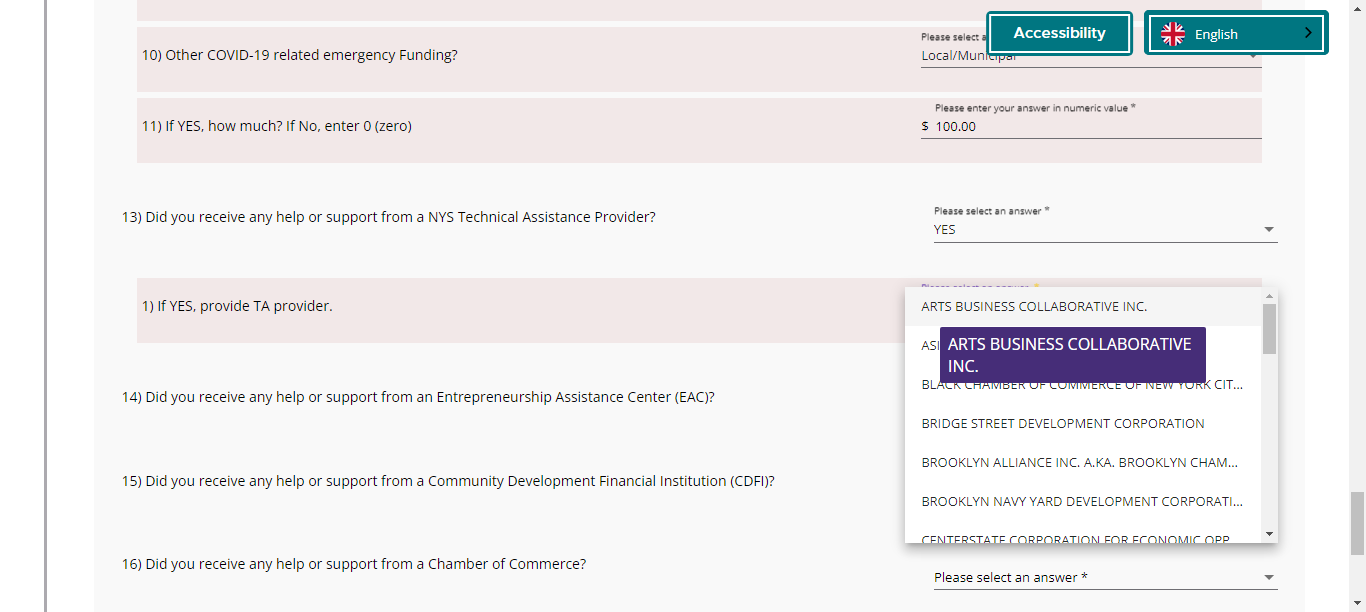 Accessibility
English
Please select a
10) Other COVID-19 related emergency Funding?
Local/Municipal
Please enter your answer in numeric value *
11) If YES, how much? If No, enter 0 (zero)
$ 100.00
13) Did you receive any help or support from a NYS Technical Assistance Provider?
Please select an answer *
YES
Please select an answer *
1) If YES, provide TA provider.
ARTS BUSINESS COLLABORATIVE INC.
ASI
ARTS BUSINESS COLLABORATIVE
INC.
BLACK CHAMBER OF COMMERCE OF NEW YORK CIT...
14) Did you receive any help or support from an Entrepreneurship Assistance Center (EAC)?
BRIDGE STREET DEVELOPMENT CORPORATION
BROOKLYN ALLIANCE INC. A.KA. BROOKLYN CHAM...
15) Did you receive any help or support from a Community Development Financial Institution (CDFI)?
BROOKLYN NAVY YARD DEVELOPMENT CORPORATI...
CENTERSTATE CORPORATION FOR ECONOMIC OPP
16) Did you receive any help or support from a Chamber of Commerce?
Please select an answer *